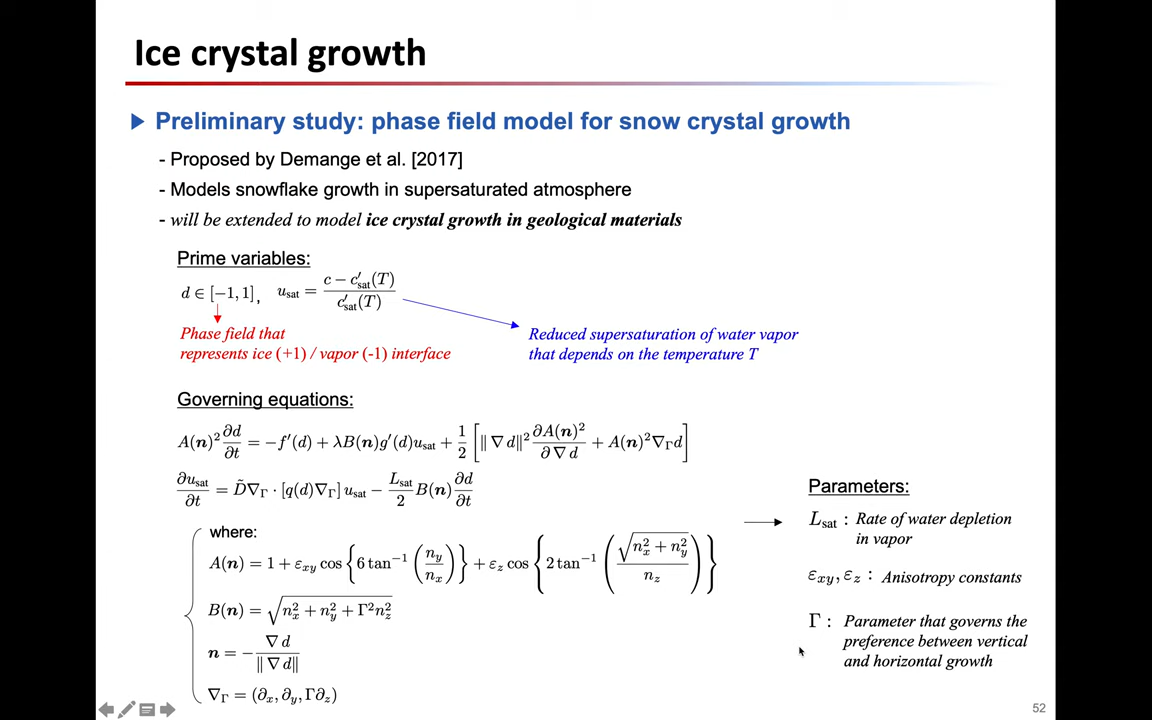 Ice crystal growth
▶ Preliminary study: phase field model for snow crystal growth
- Proposed by Demange et al. [2017]
- Models snowflake growth in supersaturated atmosphere
- will be extended to model ice crystal growth in geological materials
Prime variables:
d ∈ [−1, 1], u_sat = (c − c′_sat(T)) / c′_sat(T)
Phase field that
represents ice (+1) / vapor (-1) interface
Reduced supersaturation of water vapor
that depends on the temperature T
Governing equations:
A(n)² ∂d/∂t = −f′(d) + λB(n)g′(d)u_sat + 1/2 [‖∇d‖² ∂A(n)²/∂∇d + A(n)²∇_Γ d]
∂u_sat/∂t = D̃∇_Γ · [q(d)∇_Γ] u_sat − L_sat/2 B(n) ∂d/∂t
where:
A(n) = 1 + ε_xy cos {6 tan⁻¹ (n_y/n_x)} + ε_z cos {2 tan⁻¹ (√(n_x² + n_y²) / n_z)}
B(n) = √(n_x² + n_y² + Γ²n_z²)
n = − ∇d / ‖∇d‖
∇_Γ = (∂_x, ∂_y, Γ∂_z)
Parameters:
L_sat : Rate of water depletion
in vapor
ε_xy, ε_z : Anisotropy constants
Γ : Parameter that governs the
preference between vertical
and horizontal growth
52